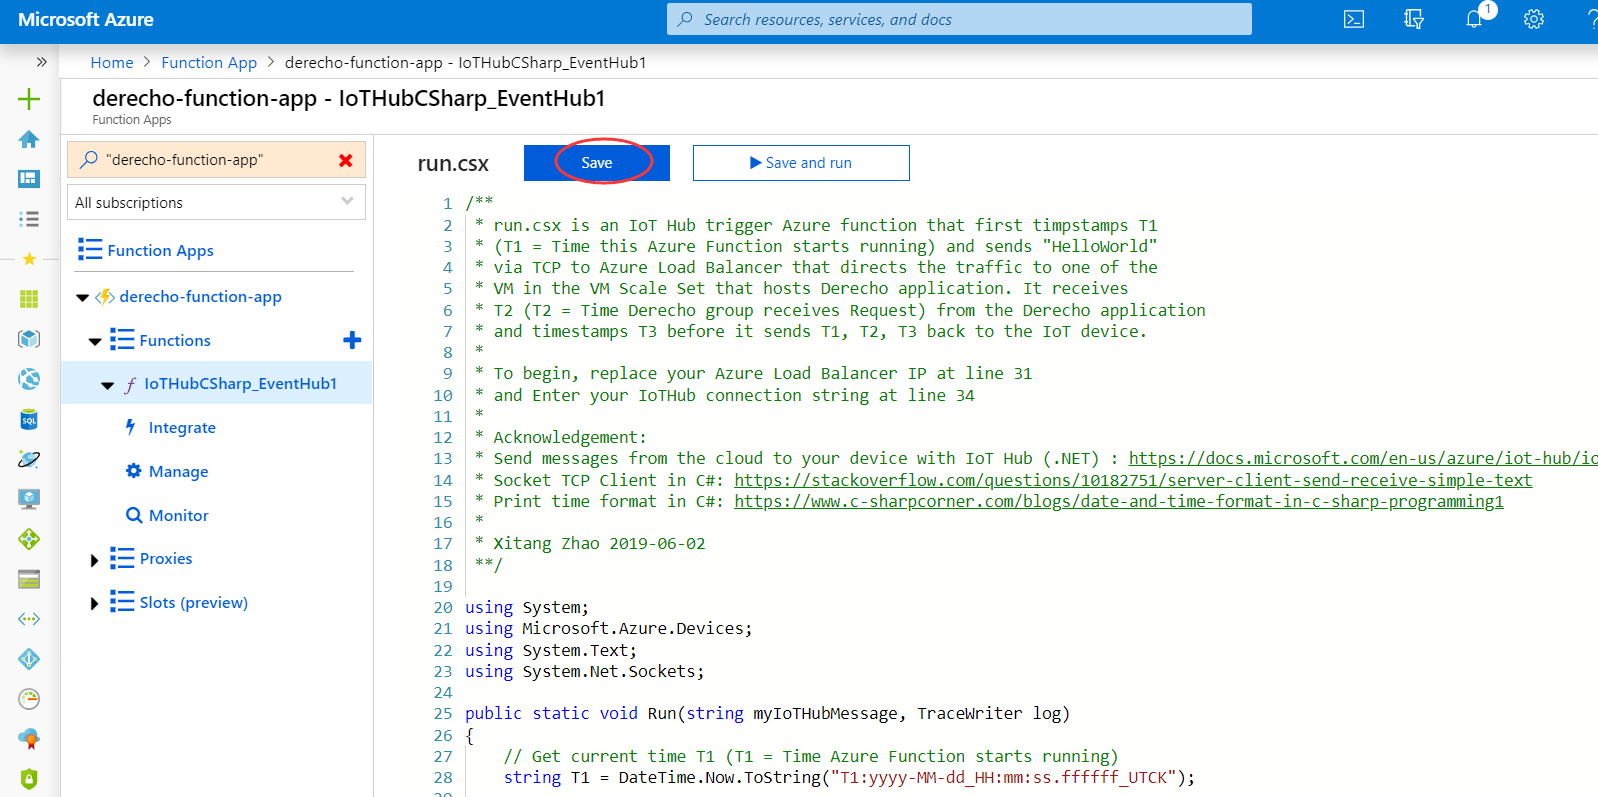 Microsoft Azure
Search resources, services, and docs
1
?
Home > Function App > derecho-function-app - IoTHubCSharp_EventHub1
derecho-function-app - IoTHubCSharp_EventHub1
Function Apps
"derecho-function-app"
All subscriptions
Function Apps
derecho-function-app
Functions
IoTHubCSharp_EventHub1
Integrate
Manage
Monitor
Proxies
Slots (preview)
SQL
run.csx
Save
Save and run
1 /**
2 * run.csx is an IoT Hub trigger Azure function that first timpstamps T1
3 * (T1 = Time this Azure Function starts running) and sends "HelloWorld"
4 * via TCP to Azure Load Balancer that directs the traffic to one of the
5 * VM in the VM Scale Set that hosts Derecho application. It receives
6 * T2 (T2 = Time Derecho group receives Request) from the Derecho application
7 * and timestamps T3 before it sends T1, T2, T3 back to the IoT device.
8 *
9 * To begin, replace your Azure Load Balancer IP at line 31
10 * and Enter your IoTHub connection string at line 34
11 *
12 * Acknowledgement:
13 * Send messages from the cloud to your device with IoT Hub (.NET) : https://docs.microsoft.com/en-us/azure/iot-hub/io
14 * Socket TCP Client in C#: https://stackoverflow.com/questions/10182751/server-client-send-receive-simple-text
15 * Print time format in C#: https://www.c-sharpcorner.com/blogs/date-and-time-format-in-c-sharp-programming1
16 *
17 * Xitang Zhao 2019-06-02
18 **/
19
20 using System;
21 using Microsoft.Azure.Devices;
22 using System.Text;
23 using System.Net.Sockets;
24
25 public static void Run(string myIoTHubMessage, TraceWriter log)
26 {
27 // Get current time T1 (T1 = Time Azure Function starts running)
28 string T1 = DateTime.Now.ToString("T1:yyyy-MM-dd_HH:mm:ss.ffffff_UTCK");